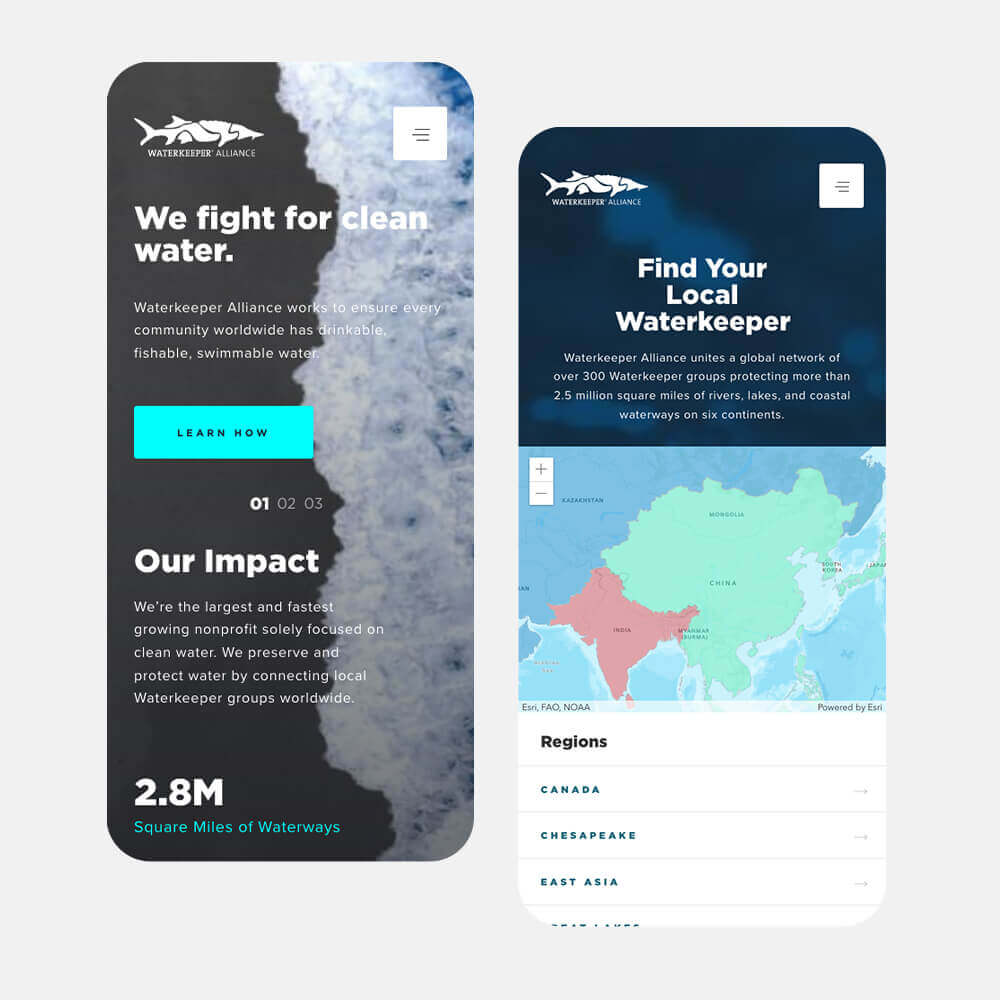 WATERKEEPER® ALLIANCE
We fight for clean
water.
Waterkeeper Alliance works to ensure every
community worldwide has drinkable,
fishable, swimmable water.
LEARN HOW
01 02 03
Our Impact
We’re the largest and fastest
growing nonprofit solely focused on
clean water. We preserve and
protect water by connecting local
Waterkeeper groups worldwide.
2.8M
Square Miles of Waterways
WATERKEEPER® ALLIANCE
Find Your
Local
Waterkeeper
Waterkeeper Alliance unites a global network of
over 300 Waterkeeper groups protecting more than
2.5 million square miles of rivers, lakes, and coastal
waterways on six continents.
KAZAKHSTAN
MONGOLIA
SOUTH
KOREA
CHINA
INDIA
MYANMAR
(BURMA)
Esri, FAO, NOAA
Powered by Esri
Regions
CANADA
CHESAPEAKE
EAST ASIA